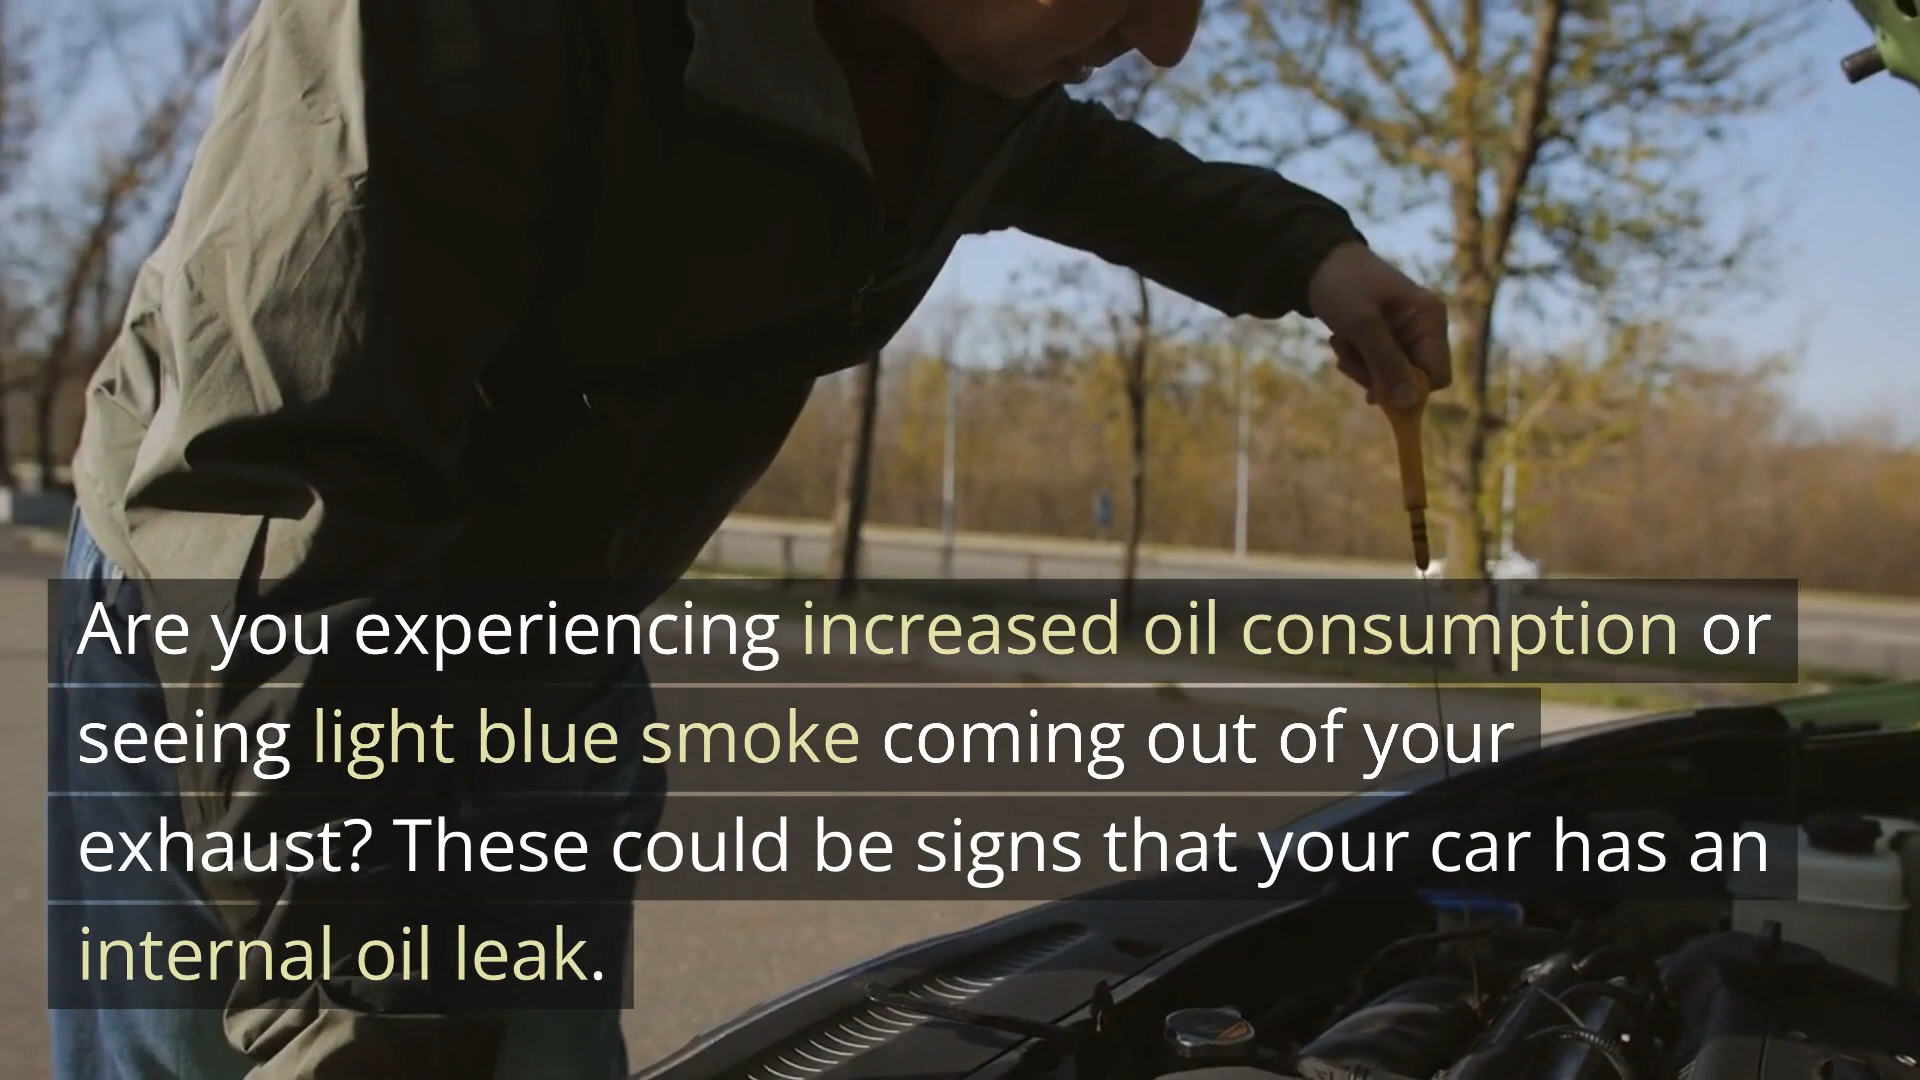 Are you experiencing increased oil consumption or
seeing light blue smoke coming out of your
exhaust? These could be signs that your car has an
internal oil leak.